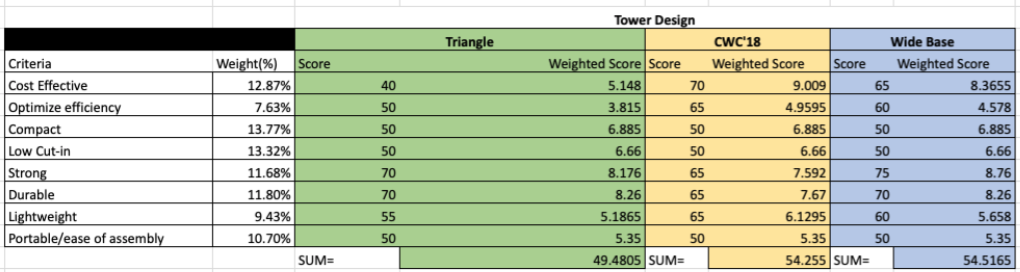 Tower Design
Triangle CWC'18 Wide Base
Criteria Weight(%) Score Weighted Score Score Weighted Score Score Weighted Score
Cost Effective 12.87% 40 5.148 70 9.009 65 8.3655
Optimize efficiency 7.63% 50 3.815 65 4.9595 60 4.578
Compact 13.77% 50 6.885 50 6.885 50 6.885
Low Cut-in 13.32% 50 6.66 50 6.66 50 6.66
Strong 11.68% 70 8.176 65 7.592 75 8.76
Durable 11.80% 70 8.26 65 7.67 70 8.26
Lightweight 9.43% 55 5.1865 65 6.1295 60 5.658
Portable/ease of assembly 10.70% 50 5.35 50 5.35 50 5.35
SUM= 49.4805 SUM= 54.255 SUM= 54.5165